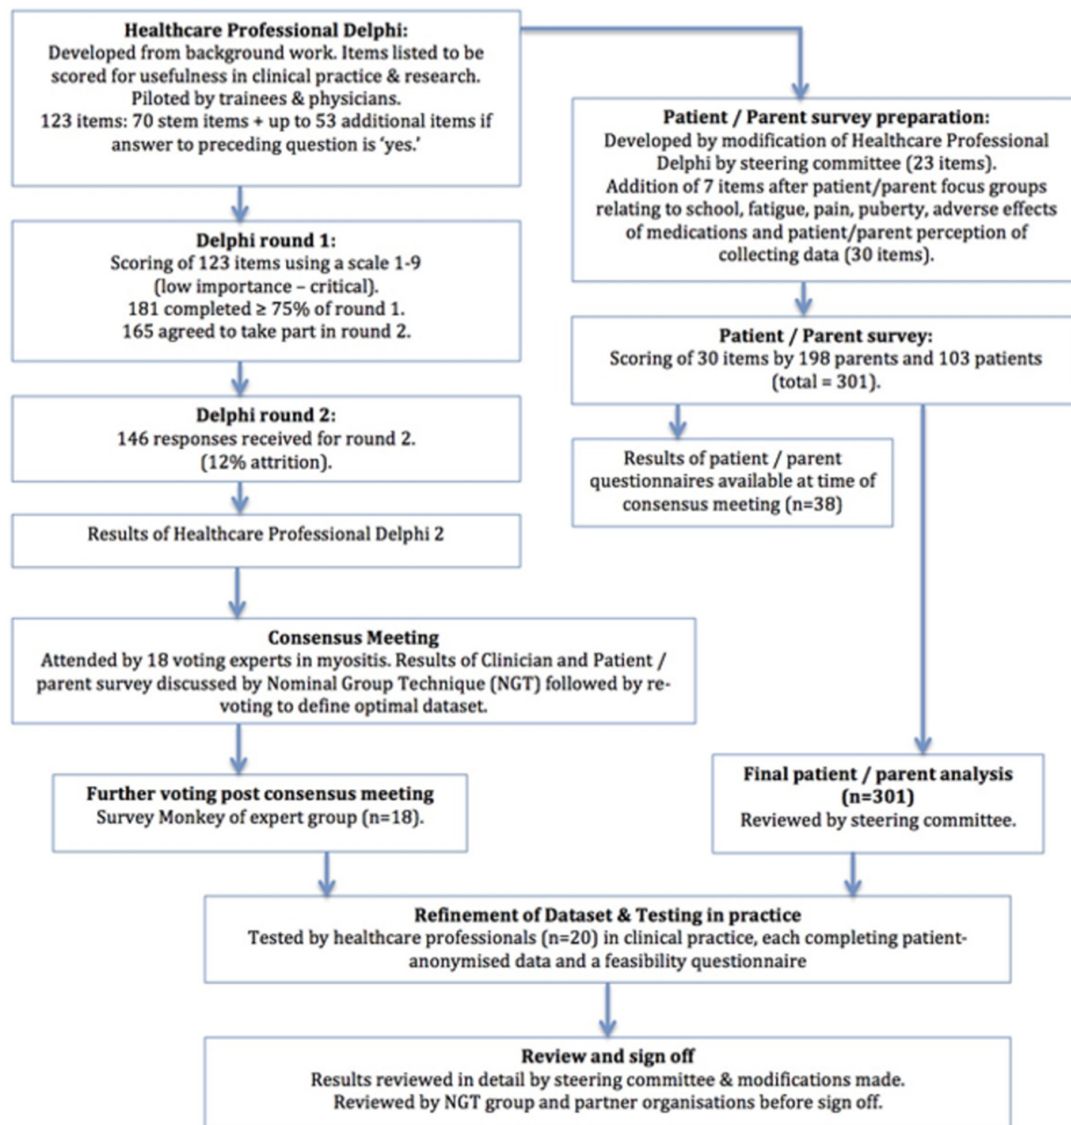 Healthcare Professional Delphi:
Developed from background work. Items listed to be
scored for usefulness in clinical practice & research.
Piloted by trainees & physicians.
123 items: 70 stem items + up to 53 additional items if
answer to preceding question is ‘yes.’
Patient / Parent survey preparation:
Developed by modification of Healthcare Professional
Delphi by steering committee (23 items).
Addition of 7 items after patient/parent focus groups
relating to school, fatigue, pain, puberty, adverse effects
of medications and patient/parent perception of
collecting data (30 items).
Delphi round 1:
Scoring of 123 items using a scale 1-9
(low importance – critical).
181 completed ≥ 75% of round 1.
165 agreed to take part in round 2.
Patient / Parent survey:
Scoring of 30 items by 198 parents and 103 patients
(total = 301).
Delphi round 2:
146 responses received for round 2.
(12% attrition).
Results of patient / parent
questionnaires available at time of
consensus meeting (n=38)
Results of Healthcare Professional Delphi 2
Consensus Meeting
Attended by 18 voting experts in myositis. Results of Clinician and Patient /
parent survey discussed by Nominal Group Technique (NGT) followed by re-
voting to define optimal dataset.
Further voting post consensus meeting
Survey Monkey of expert group (n=18).
Final patient / parent analysis
(n=301)
Reviewed by steering committee.
Refinement of Dataset & Testing in practice
Tested by healthcare professionals (n=20) in clinical practice, each completing patient-
anonymised data and a feasibility questionnaire
Review and sign off
Results reviewed in detail by steering committee & modifications made.
Reviewed by NGT group and partner organisations before sign off.